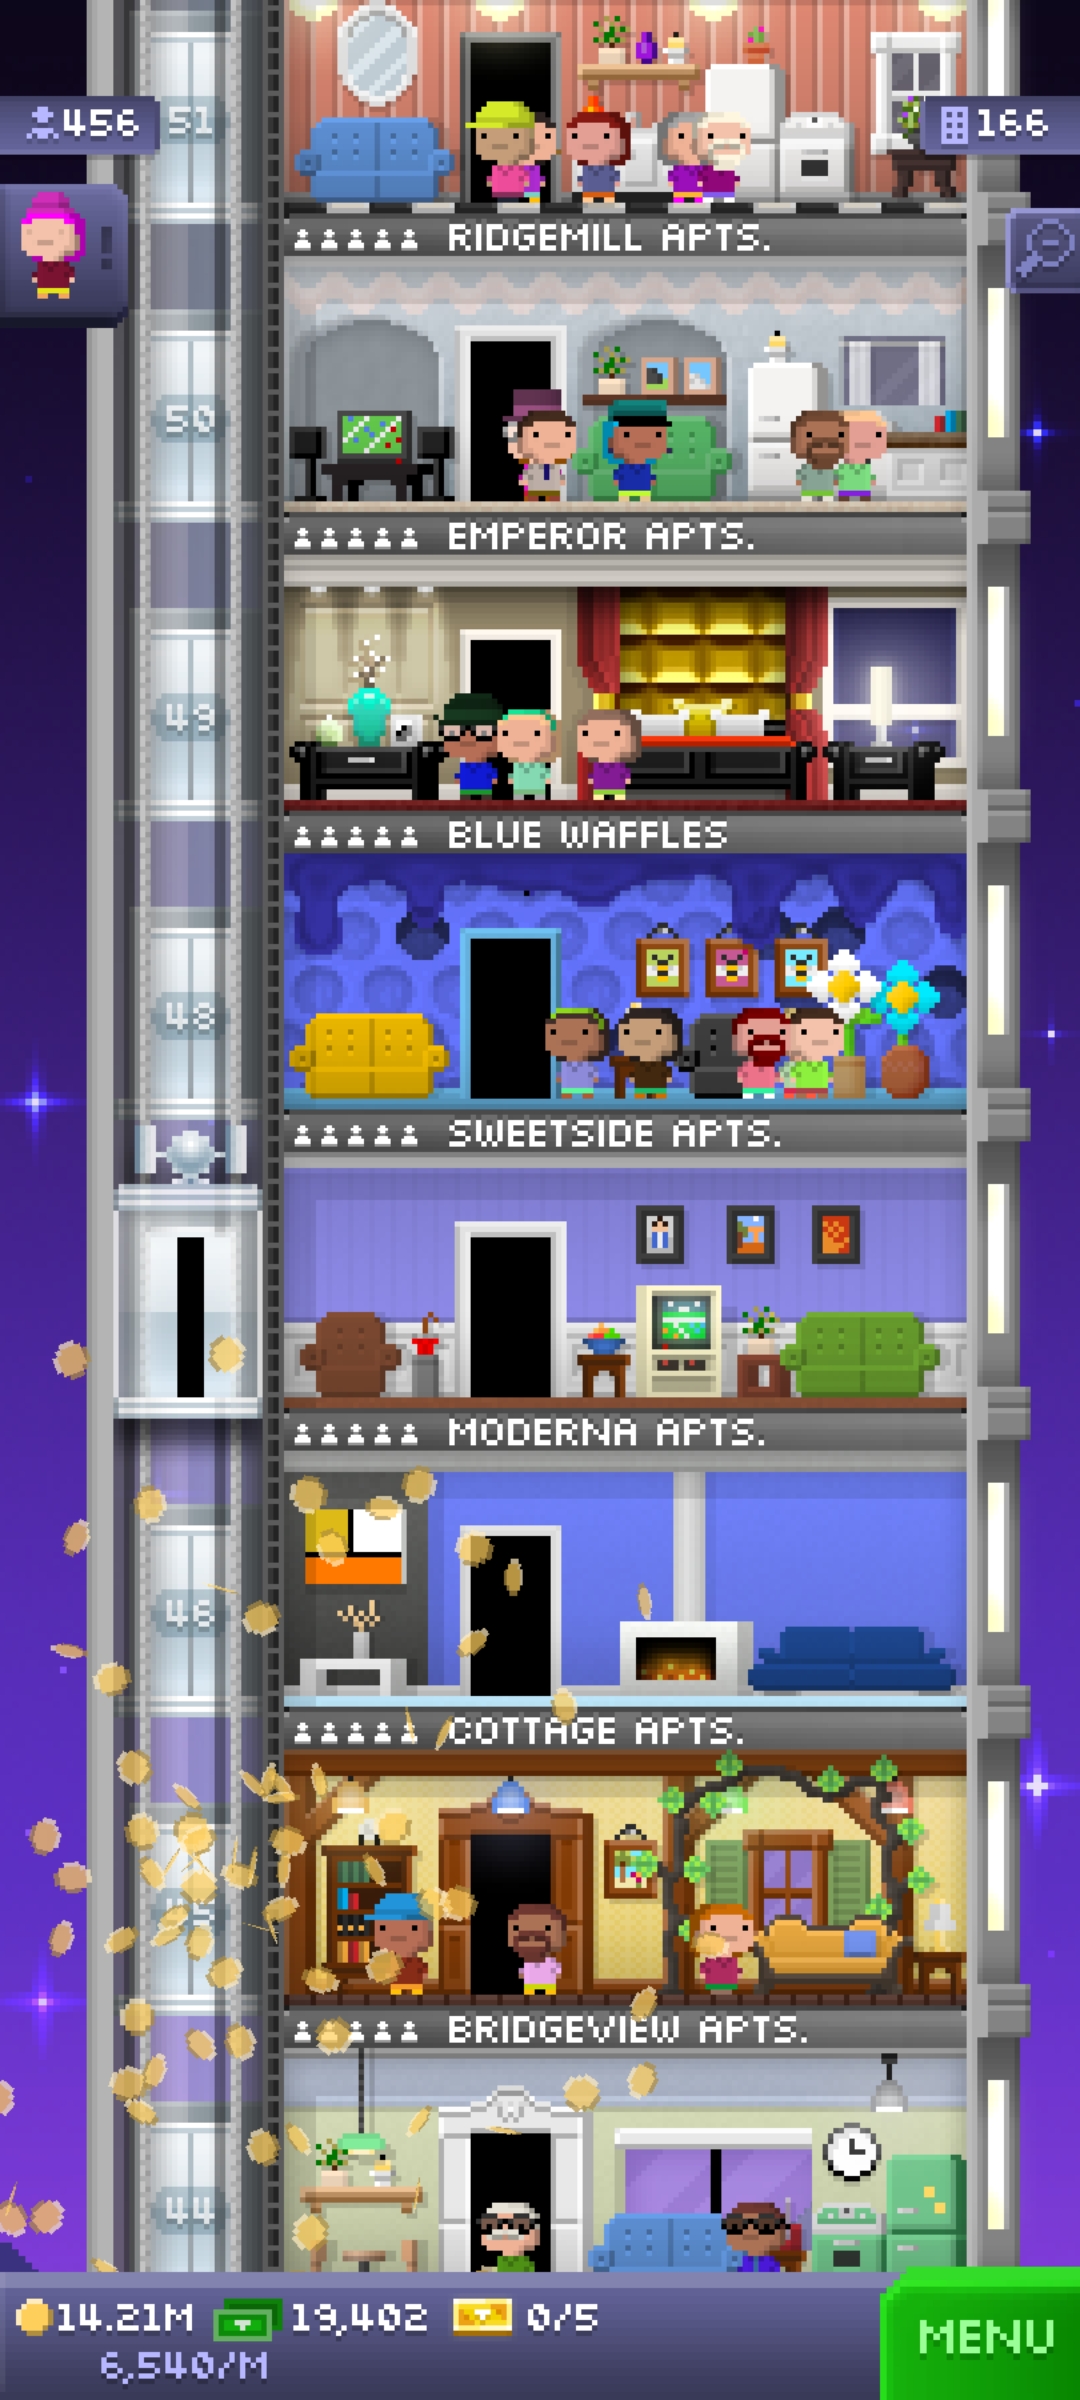 51
456
166
RIDGEMILL APTS.
50
EMPEROR APTS.
49
BLUE WAFFLES
48
SWEETSIDE APTS.
MODERNA APTS.
46
COTTAGE APTS.
BRIDGEVIEW APTS.
44
14.21M 19,402 0/5
6,540/M
MENU